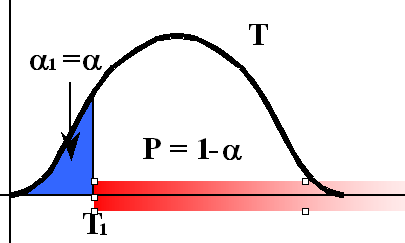 T
α₁ = α
P = 1-α
T₁